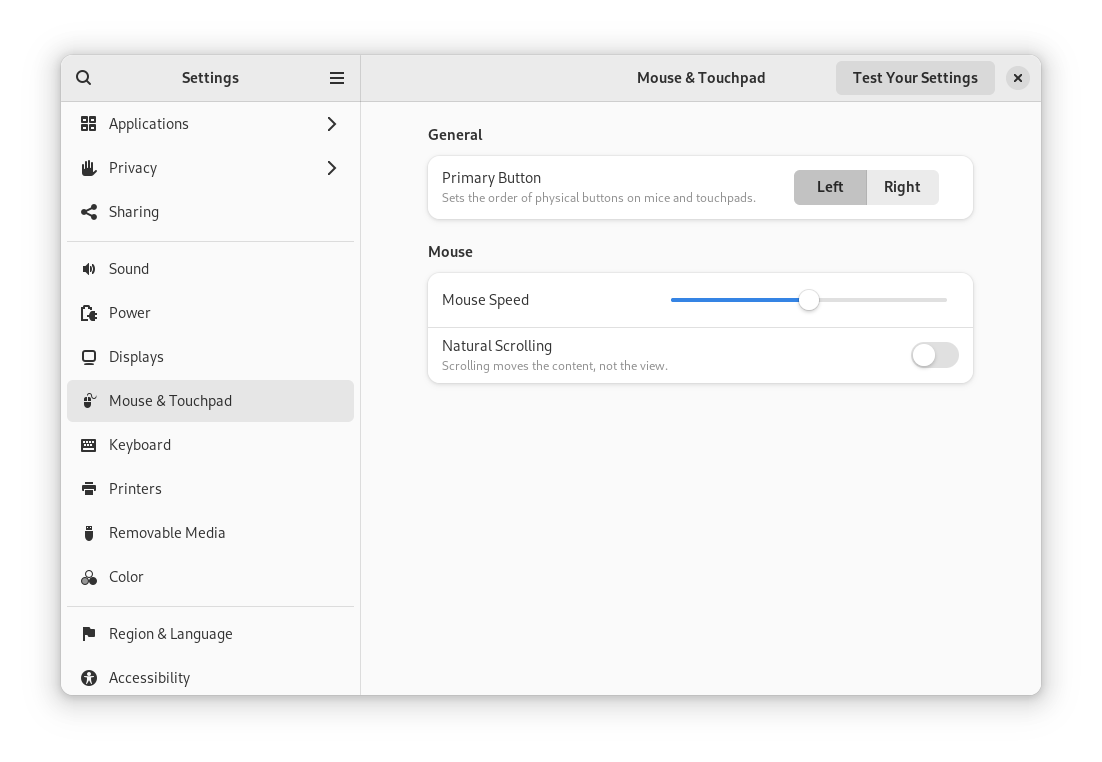 Settings
Mouse & Touchpad
Test Your Settings
Applications
Privacy
Sharing
Sound
Power
Displays
Mouse & Touchpad
Keyboard
Printers
Removable Media
Color
Region & Language
Accessibility
General
Primary Button
Sets the order of physical buttons on mice and touchpads.
Left
Right
Mouse
Mouse Speed
Natural Scrolling
Scrolling moves the content, not the view.